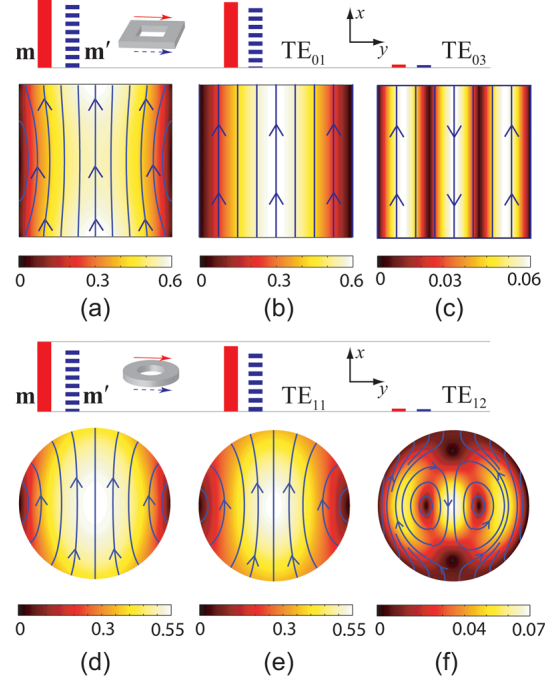 m m′ TE01 x y TE03
0 0.3 0.6 0 0.3 0.6 0 0.03 0.06
(a) (b) (c)
m m′ TE11 x y TE12
0 0.3 0.55 0 0.3 0.55 0 0.04 0.07
(d) (e) (f)